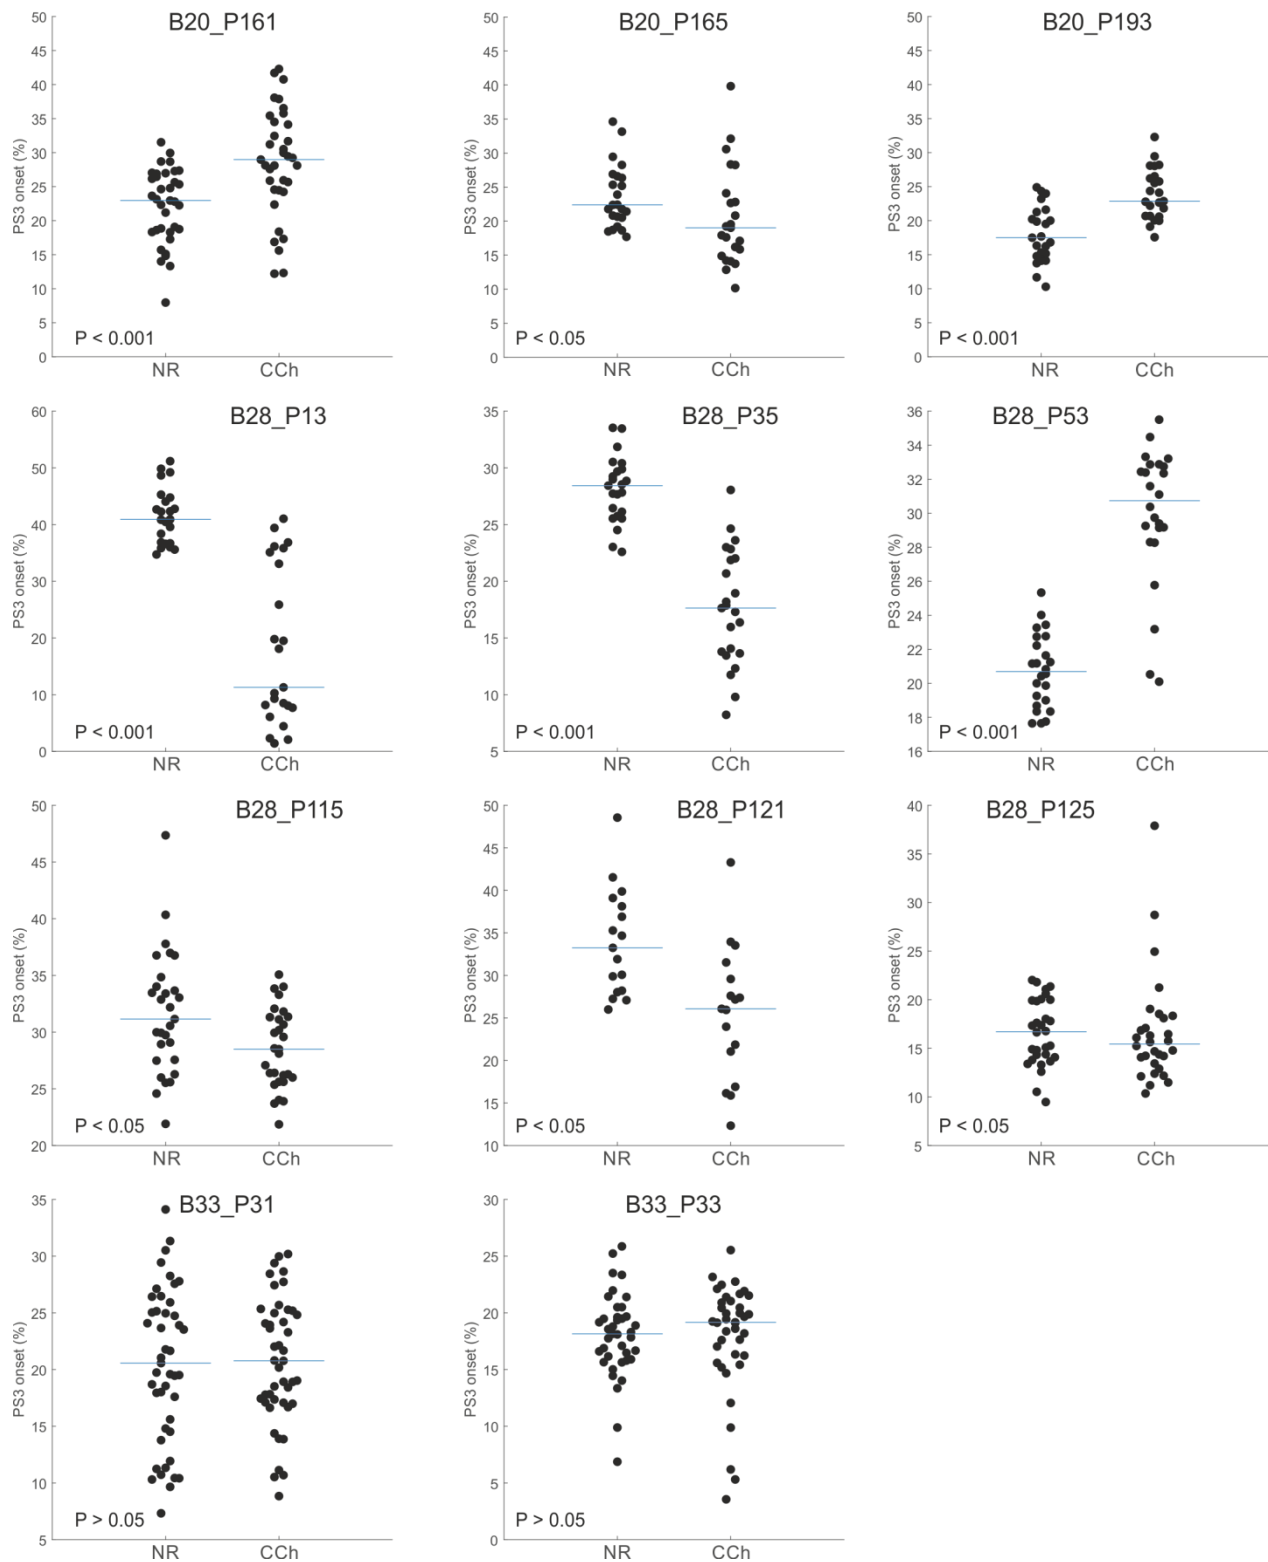 B20_P161
50
45
40
35
30
25
20
15
10
5
0
PS3 onset (%)
P < 0.001
NR CCh
B20_P165
50
45
40
35
30
25
20
15
10
5
0
PS3 onset (%)
P < 0.05
NR CCh
B20_P193
50
45
40
35
30
25
20
15
10
5
0
PS3 onset (%)
P < 0.001
NR CCh
B28_P13
60
50
40
30
20
10
0
PS3 onset (%)
P < 0.001
NR CCh
B28_P35
35
30
25
20
15
10
5
PS3 onset (%)
P < 0.001
NR CCh
B28_P53
36
34
32
30
28
26
24
22
20
18
16
PS3 onset (%)
P < 0.001
NR CCh
B28_P115
50
45
40
35
30
25
20
PS3 onset (%)
P < 0.05
NR CCh
B28_P121
50
45
40
35
30
25
20
15
10
PS3 onset (%)
P < 0.05
NR CCh
B28_P125
40
35
30
25
20
15
10
5
PS3 onset (%)
P < 0.05
NR CCh
B33_P31
35
30
25
20
15
10
5
PS3 onset (%)
P > 0.05
NR CCh
B33_P33
30
25
20
15
10
5
0
PS3 onset (%)
P > 0.05
NR CCh